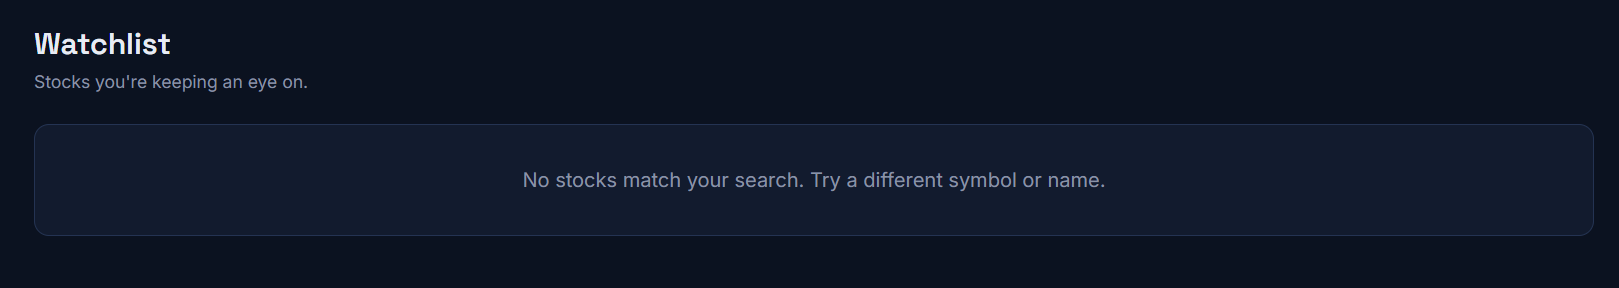 Watchlist
Stocks you're keeping an eye on.
No stocks match your search. Try a different symbol or name.